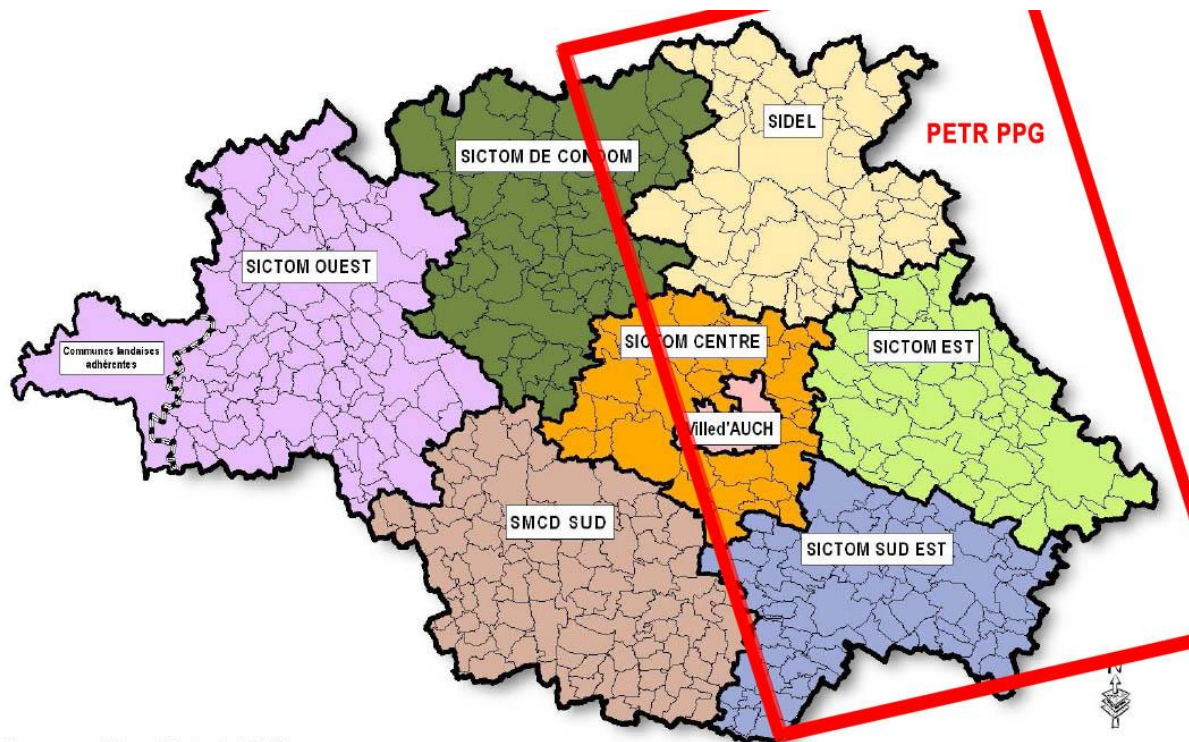 SIDEL
PETR PPG
SICTOM DE CONDOM
SICTOM OUEST
SICTOM CENTRE
SICTOM EST
Communes landaises
adhérentes
Ville d'AUCH
SMCD SUD
SICTOM SUD EST
N